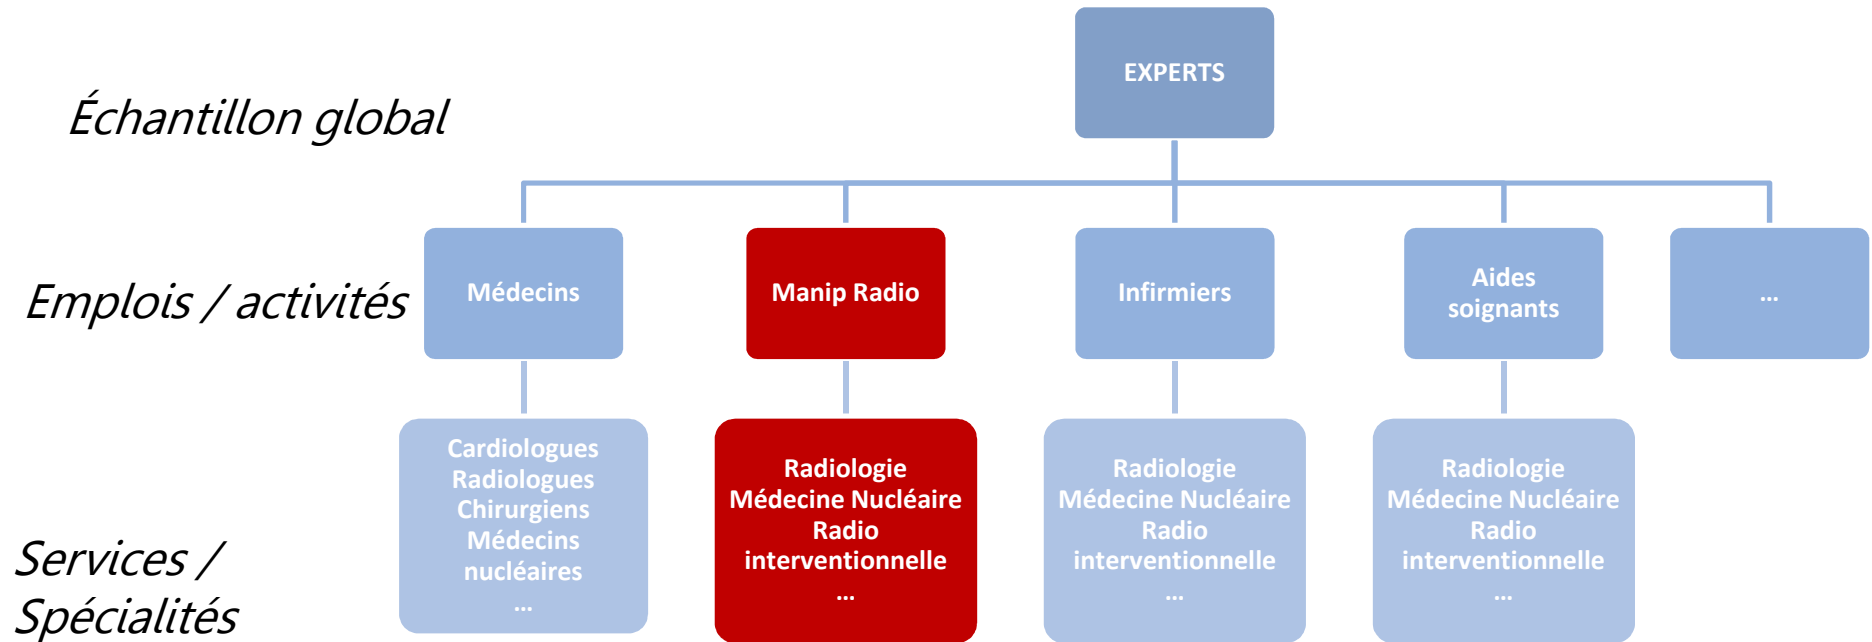 EXPERTS
Échantillon global
Emplois / activités
Médecins
Manip Radio
Infirmiers
Aides
soignants
...
Services /
Spécialités
Cardiologues
Radiologues
Chirurgiens
Médecins
nucléaires
...
Radiologie
Médecine Nucléaire
Radio
interventionnelle
...
Radiologie
Médecine Nucléaire
Radio
interventionnelle
...
Radiologie
Médecine Nucléaire
Radio
interventionnelle
...